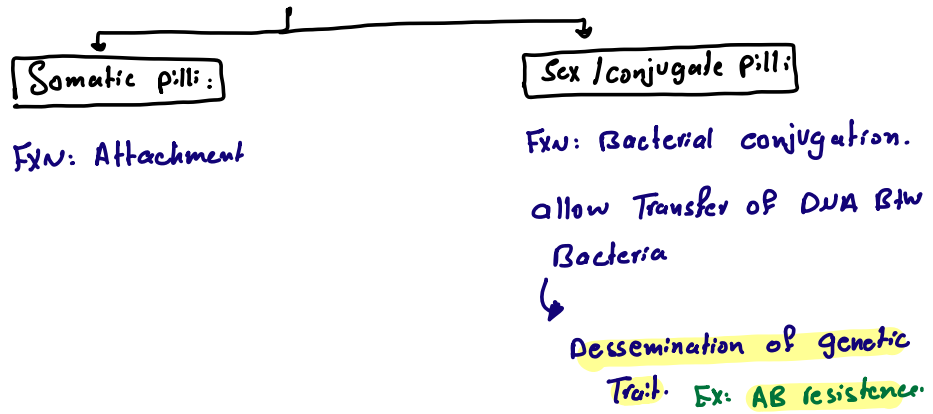 Somatic pilli:
FXN: Attachment
Sex / conjugate pilli
FXN: Bacterial conjugation.
allow Transfer of DNA Btw
Bacteria
Dessemination of genetic
Trait. Ex: AB resistence.